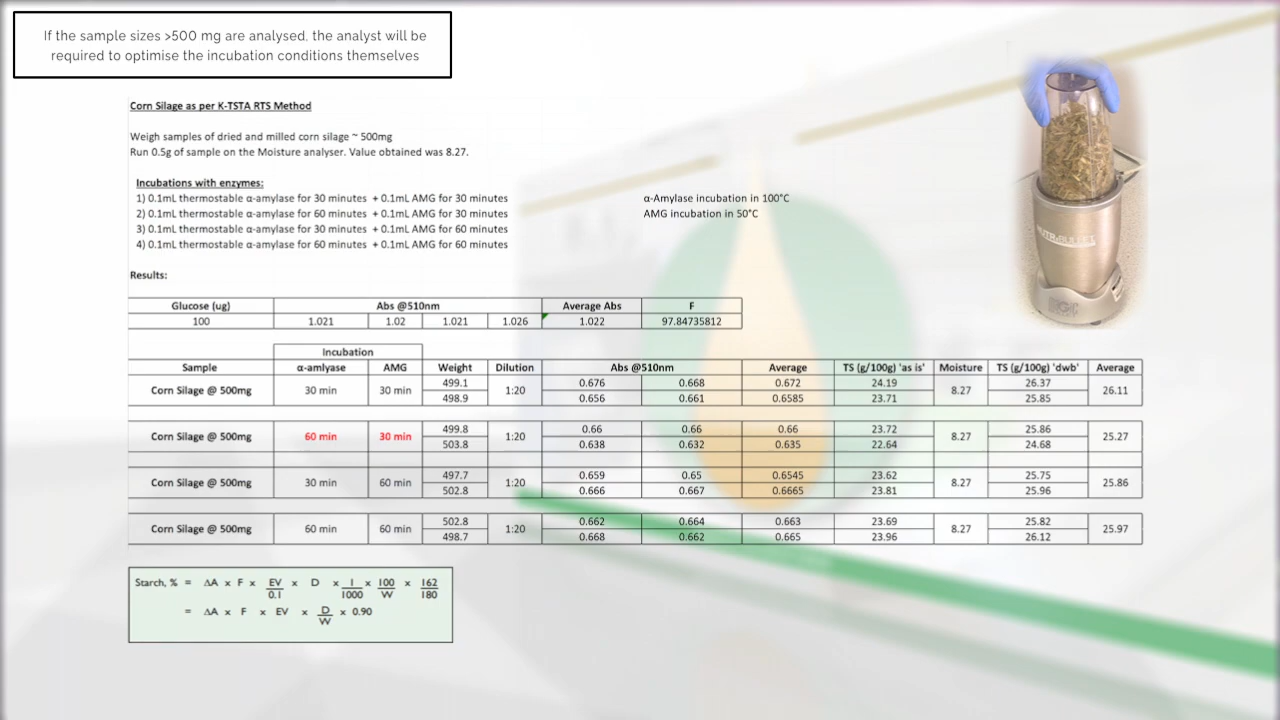 If the sample sizes >500 mg are analysed, the analyst will be
required to optimise the incubation conditions themselves
Corn Silage as per K-TSTA RTS Method
Weigh samples of dried and milled corn silage ~ 500mg
Run 0.5g of sample on the Moisture analyser. Value obtained was 8.27.
Incubations with enzymes:
1) 0.1mL thermostable α-amylase for 30 minutes + 0.1mL AMG for 30 minutes α-Amylase incubation in 100°C
2) 0.1mL thermostable α-amylase for 60 minutes + 0.1mL AMG for 30 minutes AMG incubation in 50°C
3) 0.1mL thermostable α-amylase for 30 minutes + 0.1mL AMG for 60 minutes
4) 0.1mL thermostable α-amylase for 60 minutes + 0.1mL AMG for 60 minutes
Results:
Glucose (ug) Abs @510nm Average Abs F
100 1.021 1.02 1.021 1.026 1.022 97.84735812
Incubation
Sample α-amlyase AMG Weight Dilution Abs @510nm Average TS (g/100g) 'as is' Moisture TS (g/100g) 'dwb' Average
499.1 0.676 0.668 0.672 24.19 26.37
Corn Silage @ 500mg 30 min 30 min 1:20 8.27 26.11
498.9 0.656 0.661 0.6585 23.71 25.85
499.8 0.66 0.66 0.66 23.72 25.86
Corn Silage @ 500mg 60 min 30 min 1:20 8.27 25.27
503.8 0.638 0.632 0.635 22.64 24.68
497.7 0.659 0.65 0.6545 23.62 25.75
Corn Silage @ 500mg 30 min 60 min 1:20 8.27 25.86
502.8 0.666 0.667 0.6665 23.81 25.96
502.8 0.662 0.664 0.663 23.69 25.82
Corn Silage @ 500mg 60 min 60 min 1:20 8.27 25.97
498.7 0.668 0.662 0.665 23.96 26.12
Starch, % = ΔA x F x EV/0.1 x D x 1/1000 x 100/W x 162/180
= ΔA x F x EV x D/W x 0.90
NUTRiBULLET